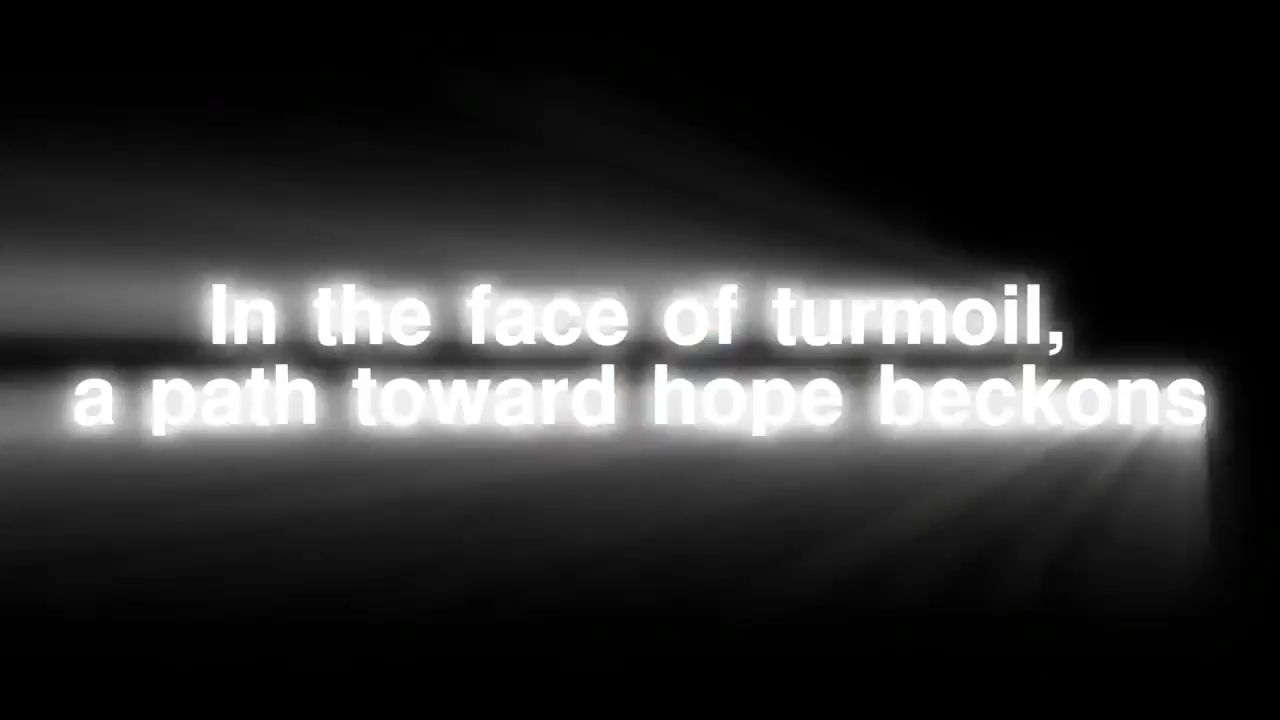 In the face of turmoil,
a path toward hope beckons